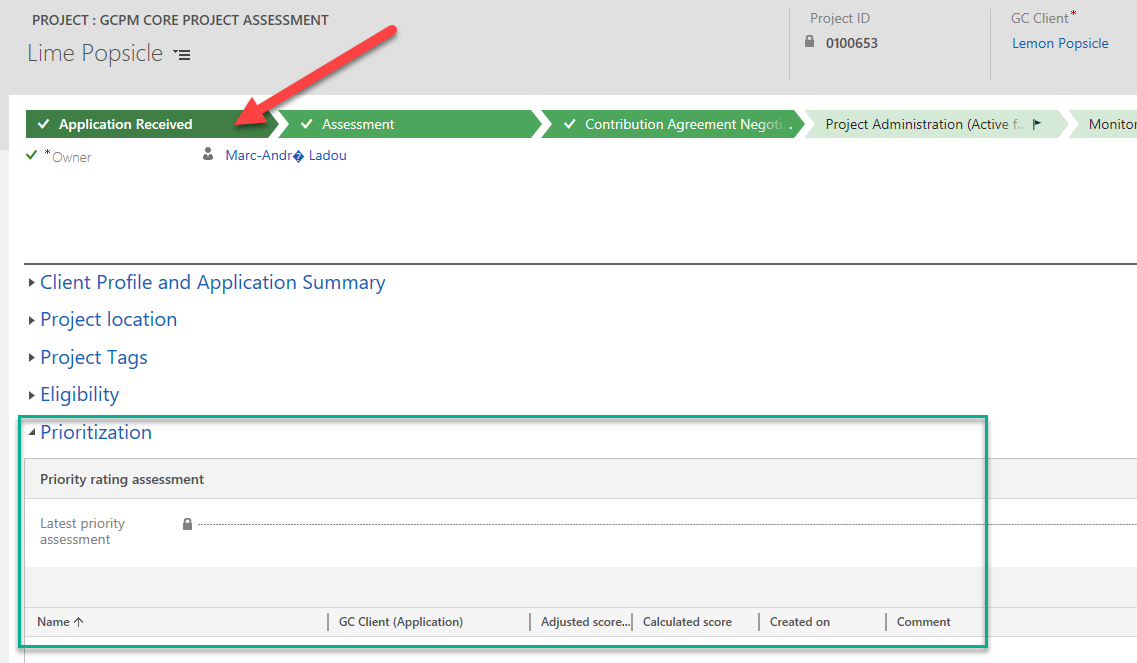 PROJECT : GCPM CORE PROJECT ASSESSMENT
Lime Popsicle
Project ID
0100653
GC Client*
Lemon Popsicle
Application Received
Assessment
Contribution Agreement Negoti...
Project Administration (Active f...
Monitor
*Owner
Marc-Andr� Ladou
Client Profile and Application Summary
Project location
Project Tags
Eligibility
Prioritization
Priority rating assessment
Latest priority
assessment
Name ↑
GC Client (Application)
Adjusted score...
Calculated score
Created on
Comment